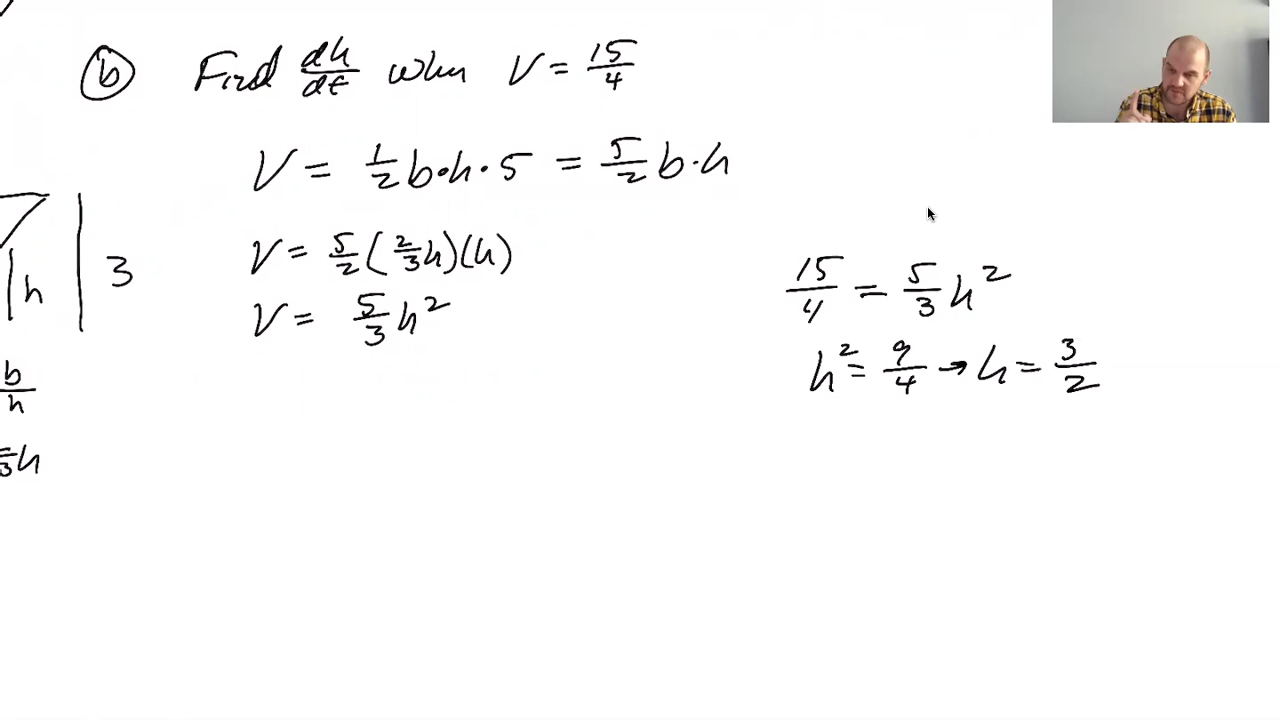 (b) Find dh/dt when V = 15/4
V = 1/2 b·h·5 = 5/2 b·h
V = 5/2 (2/3 h)(h)
h 3
V = 5/3 h²
15/4 = 5/3 h²
h² = 9/4 → h = 3/2
b/h
3 h